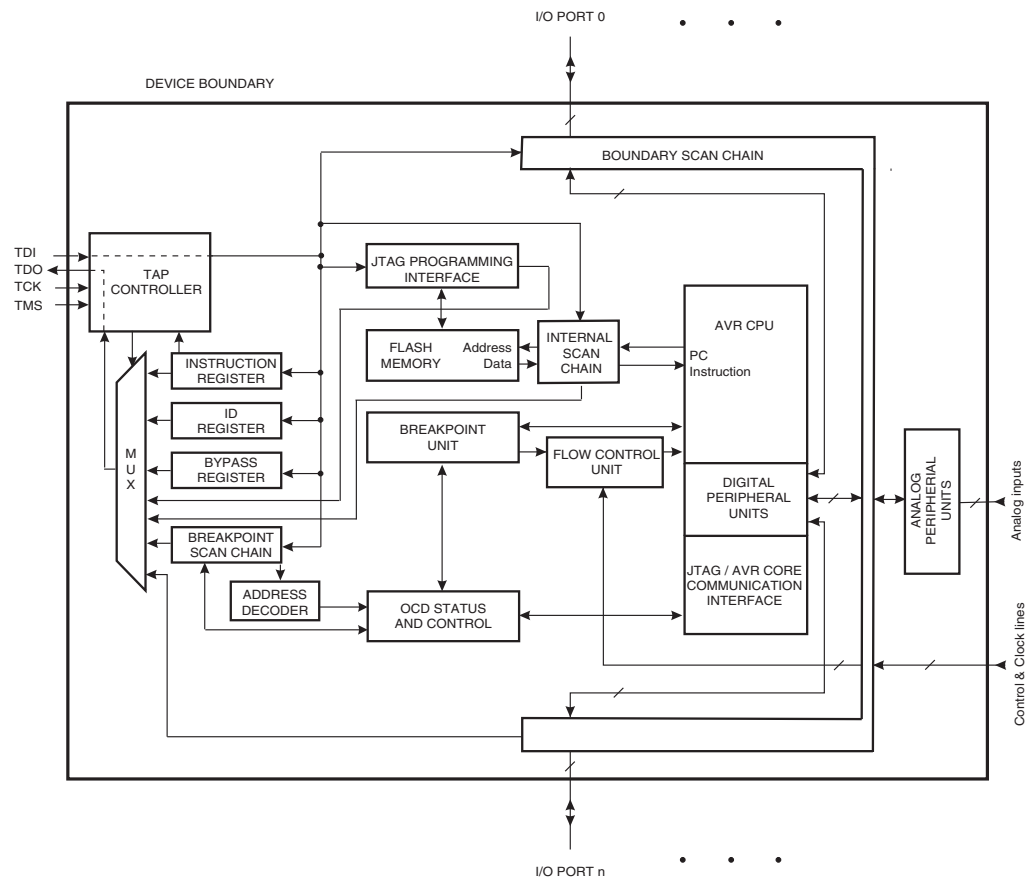 I/O PORT 0
DEVICE BOUNDARY
BOUNDARY SCAN CHAIN
TDI
TDO
TCK
TMS
TAP
CONTROLLER
JTAG PROGRAMMING
INTERFACE
AVR CPU
FLASH
MEMORY
Address
Data
INTERNAL
SCAN
CHAIN
PC
Instruction
INSTRUCTION
REGISTER
ID
REGISTER
M
U
X
BREAKPOINT
UNIT
FLOW CONTROL
UNIT
BYPASS
REGISTER
DIGITAL
PERIPHERAL
UNITS
ANALOG
PERIPHERIAL
UNITS
Analog inputs
BREAKPOINT
SCAN CHAIN
ADDRESS
DECODER
OCD STATUS
AND CONTROL
JTAG / AVR CORE
COMMUNICATION
INTERFACE
Control & Clock lines
I/O PORT n